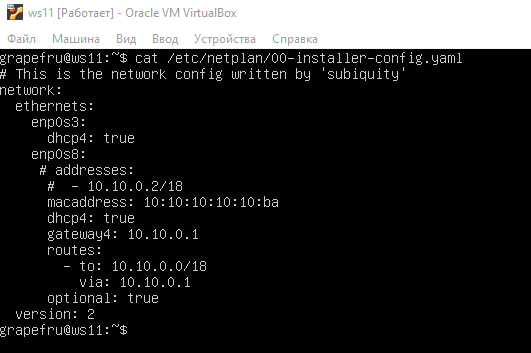 ws11 [Работает] - Oracle VM VirtualBox
Файл Машина Вид Ввод Устройства Справка
grapefru@ws11:~$ cat /etc/netplan/00-installer-config.yaml
# This is the network config written by 'subiquity'
network:
  ethernets:
    enp0s3:
      dhcp4: true
    enp0s8:
     # addresses:
      #  - 10.10.0.2/18
      macaddress: 10:10:10:10:10:ba
      dhcp4: true
      gateway4: 10.10.0.1
      routes:
        - to: 10.10.0.0/18
          via: 10.10.0.1
      optional: true
  version: 2
grapefru@ws11:~$